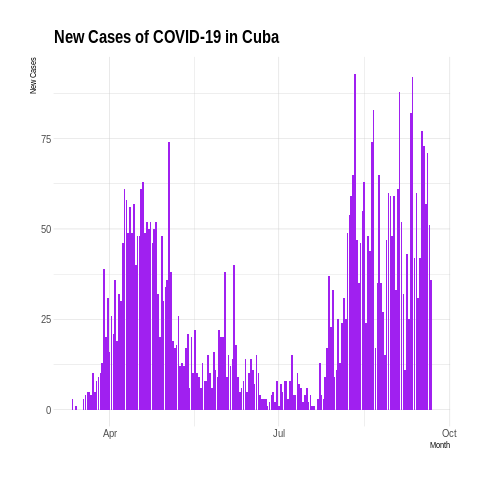 New Cases of COVID-19 in Cuba
New Cases
75
50
25
0
Apr
Jul
Oct
Month